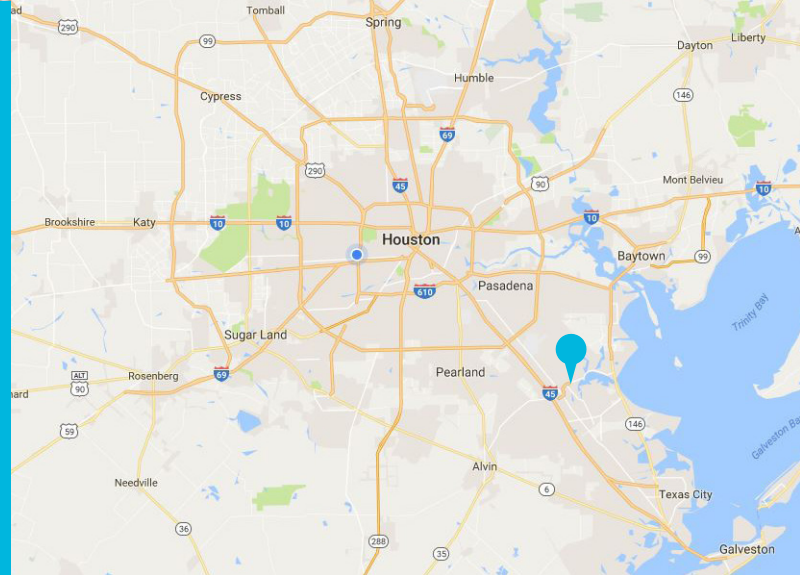 ad
Tomball
Spring
290
99
Liberty
Dayton
Humble
146
Cypress
69
290
45
90
Mont Belvieu
10
Brookshire
Katy
10
10
10
Houston
A
Baytown
99
Pasadena
610
Trinity Bay
Sugar Land
Pearland
ALT
90
Rosenberg
69
45
nard
59
146
Galveston Ba
Alvin
Needville
6
Texas City
36
288
35
Galveston